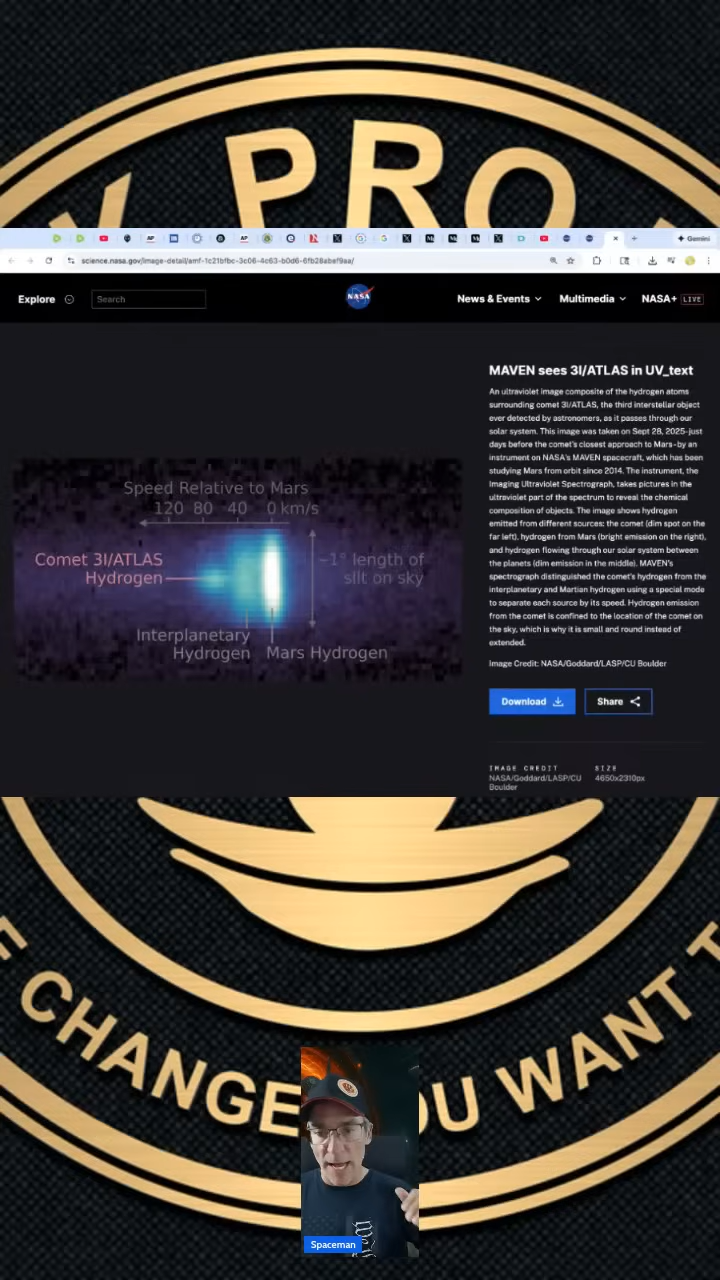 PRO
science.nasa.gov/image-detail/amf-1c21bfbc-3c06-4c63-b0d6-6fb28abef9aa/
Gemini
Explore
Search
NASA
News & Events
Multimedia
NASA+ LIVE
MAVEN sees 3I/ATLAS in UV_text
An ultraviolet image composite of the hydrogen atoms
surrounding comet 3I/ATLAS, the third interstellar object
ever detected by astronomers, as it passes through our
solar system. This image was taken on Sept 28, 2025-just
days before the comet's closest approach to Mars-by an
instrument on NASA's MAVEN spacecraft, which has been
studying Mars from orbit since 2014. The instrument, the
Imaging Ultraviolet Spectrograph, takes pictures in the
ultraviolet part of the spectrum to reveal the chemical
composition of objects. The image shows hydrogen
emitted from different sources: the comet (dim spot on the
far left), hydrogen from Mars (bright emission on the right),
and hydrogen flowing through our solar system between
the planets (dim emission in the middle). MAVEN's
spectrograph distinguished the comet's hydrogen from the
interplanetary and Martian hydrogen using a special mode
to separate each source by its speed. Hydrogen emission
from the comet is confined to the location of the comet on
the sky, which is why it is small and round instead of
extended.
Image Credit: NASA/Goddard/LASP/CU Boulder
Download
Share
IMAGE CREDIT
NASA/Goddard/LASP/CU
Boulder
SIZE
4650x2310px
Speed Relative to Mars
120 80 40 0 km/s
Comet 3I/ATLAS
Hydrogen
~1° length of
slit on sky
Interplanetary
Hydrogen
Mars Hydrogen
CHANGE YOU WANT
Spaceman